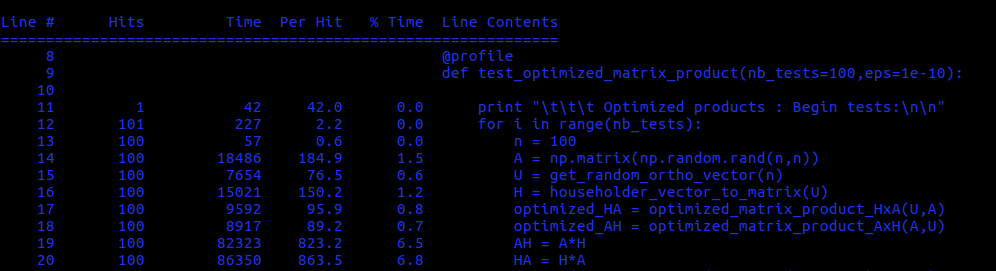 Line #      Hits         Time  Per Hit   % Time  Line Contents
==============================================================
     8                                           @profile
     9                                           def test_optimized_matrix_product(nb_tests=100,eps=1e-10):
    10
    11         1           42     42.0      0.0      print "\t\t\t Optimized products : Begin tests:\n\n"
    12       101          227      2.2      0.0      for i in range(nb_tests):
    13       100           57      0.6      0.0          n = 100
    14       100        18486    184.9      1.5          A = np.matrix(np.random.rand(n,n))
    15       100         7654     76.5      0.6          U = get_random_ortho_vector(n)
    16       100        15021    150.2      1.2          H = householder_vector_to_matrix(U)
    17       100         9592     95.9      0.8          optimized_HA = optimized_matrix_product_HxA(U,A)
    18       100         8917     89.2      0.7          optimized_AH = optimized_matrix_product_AxH(A,U)
    19       100        82323    823.2      6.5          AH = A*H
    20       100        86350    863.5      6.8          HA = H*A